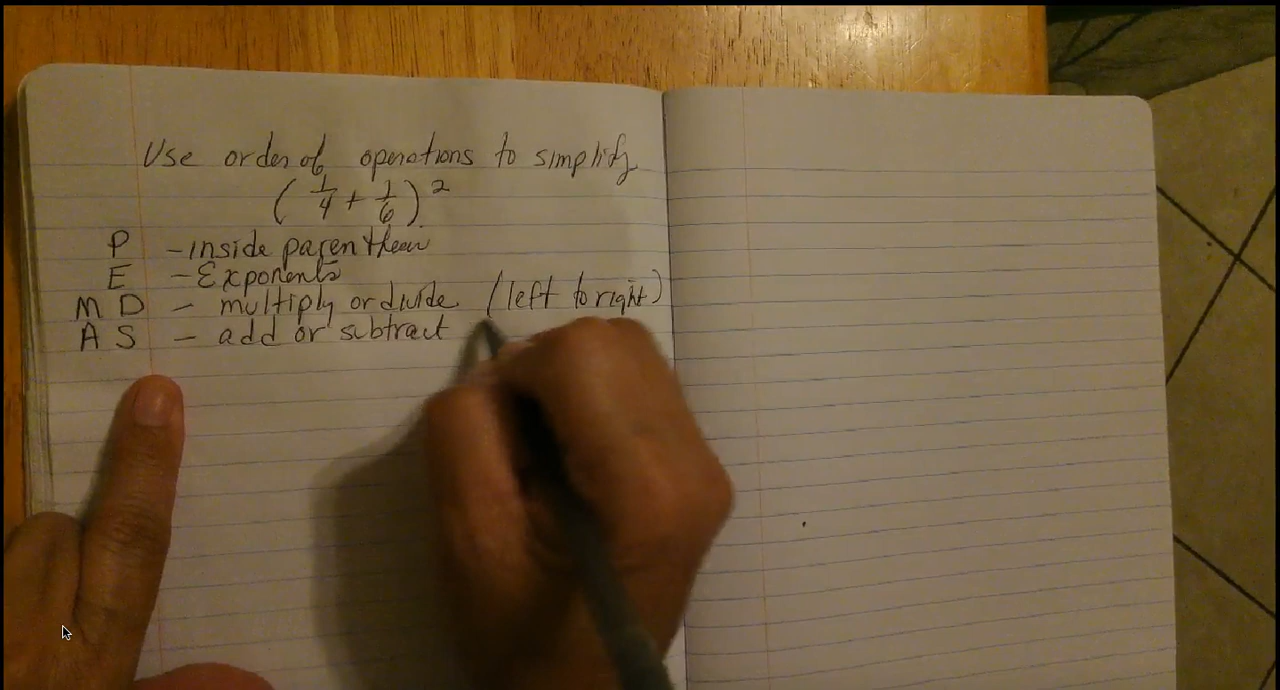 Use order of operations to simplify
(1/4 + 1/6)²
P - inside parenthesis
E - Exponents
M D - multiply or divide (left to right)
A S - add or subtract